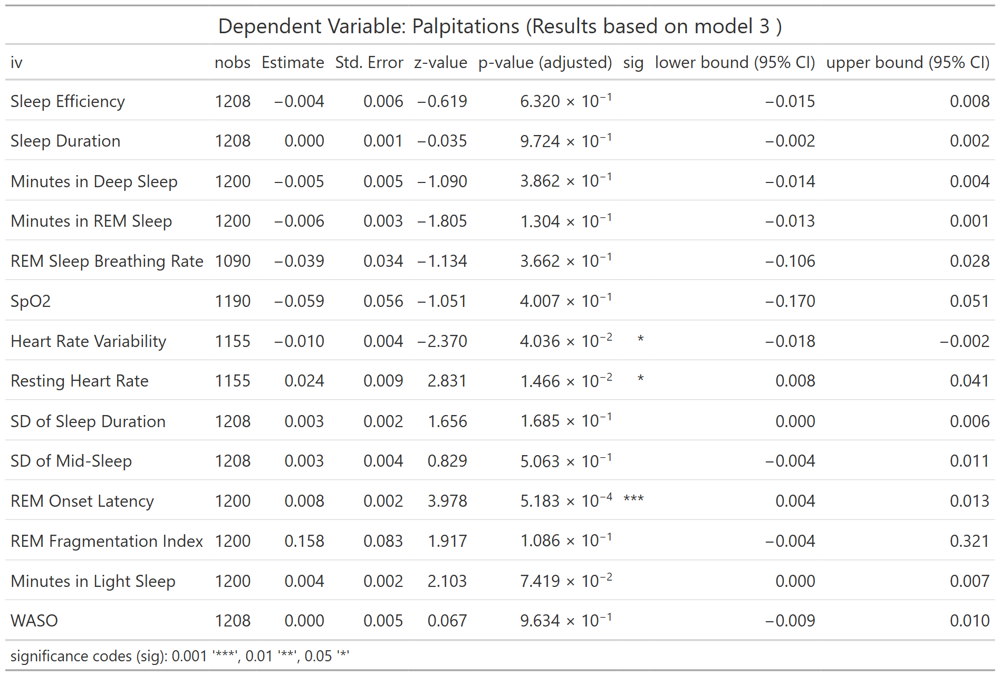 Dependent Variable: Palpitations (Results based on model 3 )
iv nobs Estimate Std. Error z-value p-value (adjusted) sig lower bound (95% CI) upper bound (95% CI)
Sleep Efficiency 1208 −0.004 0.006 −0.619 6.320 × 10⁻¹ −0.015 0.008
Sleep Duration 1208 0.000 0.001 −0.035 9.724 × 10⁻¹ −0.002 0.002
Minutes in Deep Sleep 1200 −0.005 0.005 −1.090 3.862 × 10⁻¹ −0.014 0.004
Minutes in REM Sleep 1200 −0.006 0.003 −1.805 1.304 × 10⁻¹ −0.013 0.001
REM Sleep Breathing Rate 1090 −0.039 0.034 −1.134 3.662 × 10⁻¹ −0.106 0.028
SpO2 1190 −0.059 0.056 −1.051 4.007 × 10⁻¹ −0.170 0.051
Heart Rate Variability 1155 −0.010 0.004 −2.370 4.036 × 10⁻² * −0.018 −0.002
Resting Heart Rate 1155 0.024 0.009 2.831 1.466 × 10⁻² * 0.008 0.041
SD of Sleep Duration 1208 0.003 0.002 1.656 1.685 × 10⁻¹ 0.000 0.006
SD of Mid-Sleep 1208 0.003 0.004 0.829 5.063 × 10⁻¹ −0.004 0.011
REM Onset Latency 1200 0.008 0.002 3.978 5.183 × 10⁻⁴ *** 0.004 0.013
REM Fragmentation Index 1200 0.158 0.083 1.917 1.086 × 10⁻¹ −0.004 0.321
Minutes in Light Sleep 1200 0.004 0.002 2.103 7.419 × 10⁻² 0.000 0.007
WASO 1208 0.000 0.005 0.067 9.634 × 10⁻¹ −0.009 0.010
significance codes (sig): 0.001 '***', 0.01 '**', 0.05 '*'